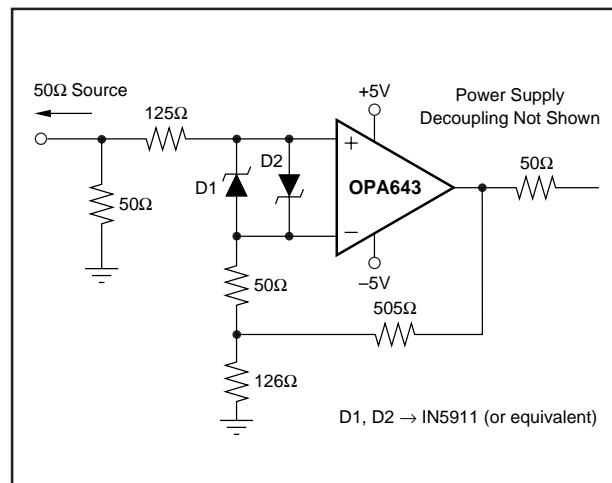 50Ω Source
+5V
Power Supply
Decoupling Not Shown
125Ω
50Ω
D2
+
D1
OPA643
50Ω
−
–5V
50Ω
505Ω
126Ω
D1, D2 → IN5911 (or equivalent)